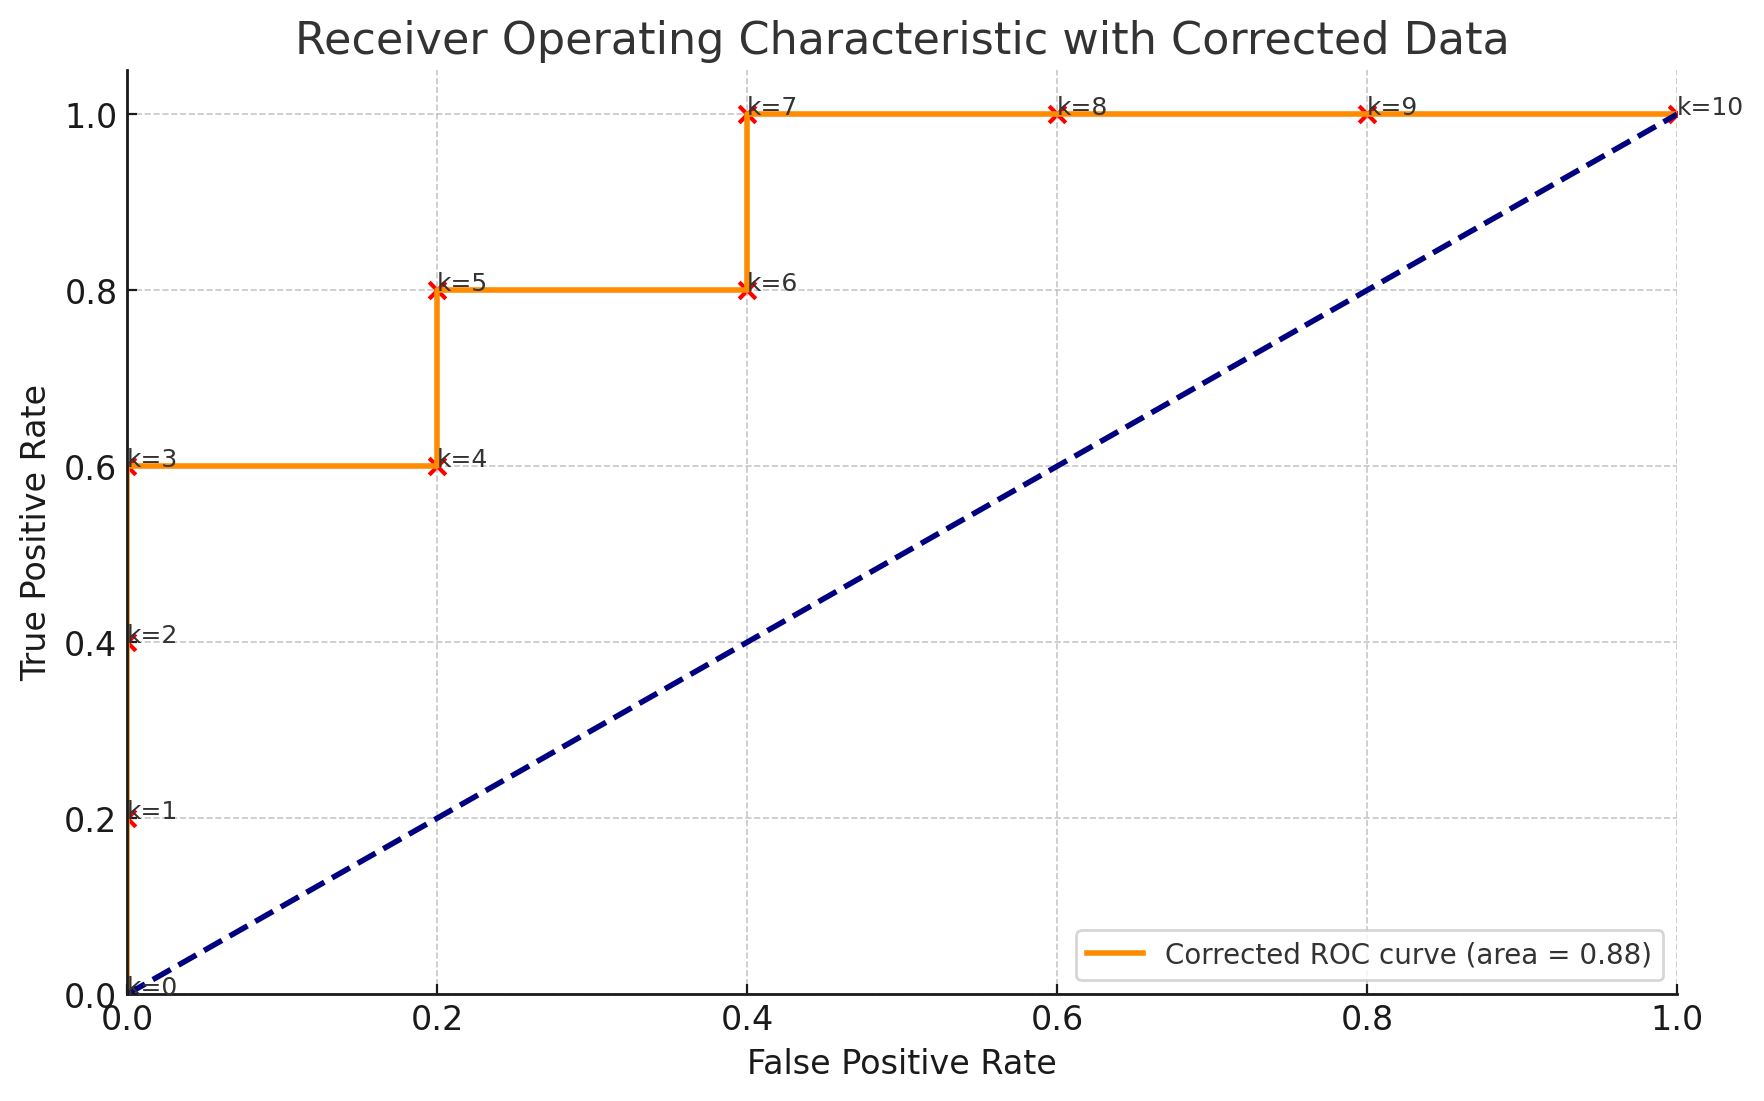 Receiver Operating Characteristic with Corrected Data
1.0
k=7
k=8
k=9
k=10
0.8
k=5
k=6
0.6
k=3
k=4
True Positive Rate
0.4
k=2
0.2
k=1
Corrected ROC curve (area = 0.88)
0.0
k=0
0.0
0.2
0.4
0.6
0.8
1.0
False Positive Rate